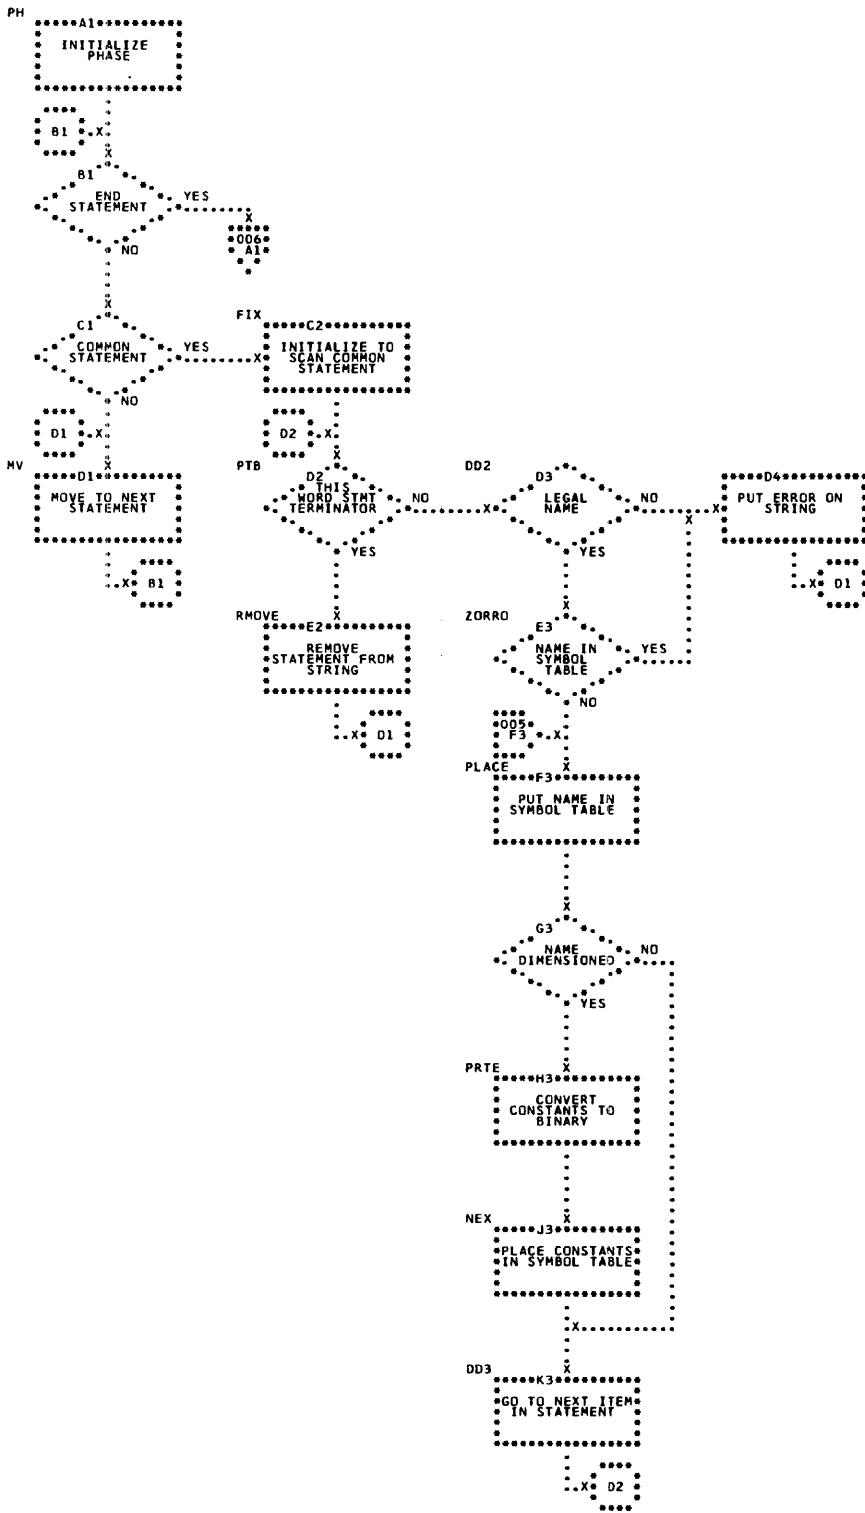 PH
A1
INITIALIZE
PHASE
B1
B1
END
STATEMENT
YES
006
A1
NO
C1
COMMON
STATEMENT
YES
FIX
C2
INITIALIZE TO
SCAN COMMON
STATEMENT
NO
D1
D2
MV
D1
MOVE TO NEXT
STATEMENT
B1
PTB
D2
THIS
WORD STMT
TERMINATOR
NO
YES
DD2
D3
LEGAL
NAME
NO
YES
D4
PUT ERROR ON
STRING
D1
RMOVE
E2
REMOVE
STATEMENT FROM
STRING
D1
ZORRO
E3
NAME IN
SYMBOL
TABLE
YES
NO
005
F3
PLACE
F3
PUT NAME IN
SYMBOL TABLE
G3
NAME
DIMENSIONED
NO
YES
PRTE
H3
CONVERT
CONSTANTS TO
BINARY
NEX
J3
PLACE CONSTANTS
IN SYMBOL TABLE
DD3
K3
GO TO NEXT ITEM
IN STATEMENT
D2